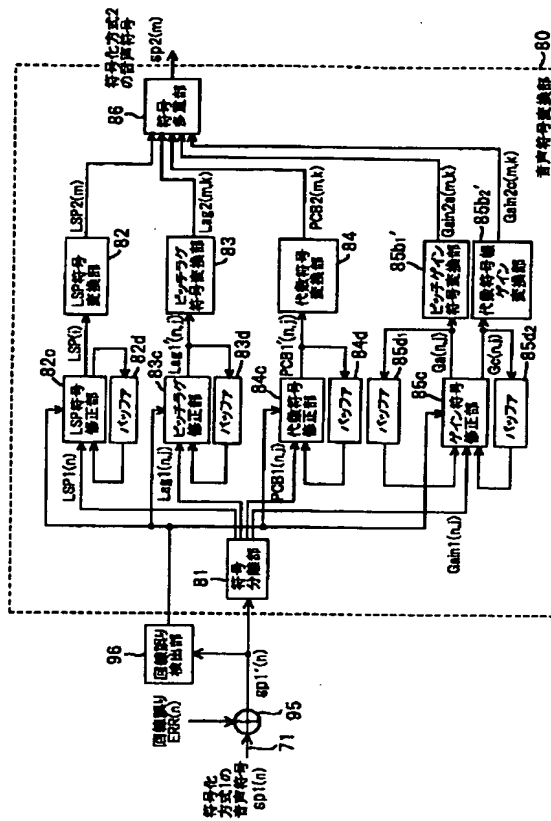 符号化
方式1の
音声符号
sp1(n)
71
回線誤り
ERR(n)
95
sp1'(n)
回線誤り
検出部
96
符号
分離部
81
LSP1(n)
LSP符号
修正部
82c
バッファ
82d
LSP(i)
LSP符号
変換部
82
LSP2(m)
Lag1(n,j)
ピッチラグ
修正部
83c
バッファ
83d
Lag1'(n,j)
ピッチラグ
符号変換部
83
Lag2(m,k)
PCB1(n,j)
代数符号
修正部
84c
バッファ
84d
PCB1'(n,j)
代数符号
変換部
84
PCB2(m,k)
バッファ
85d1
Gain1(n,j)
ゲイン符号
修正部
85c
バッファ
85d2
Ga(n,j)
Gc(n,j)
ピッチゲイン
符号変換部
85b1'
Gain2a(m,k)
代数符号帳
ゲイン変換部
85b2'
Gain2c(m,k)
符号
多重部
86
符号化方式2
の音声符号
sp2(m)
音声符号変換部
80